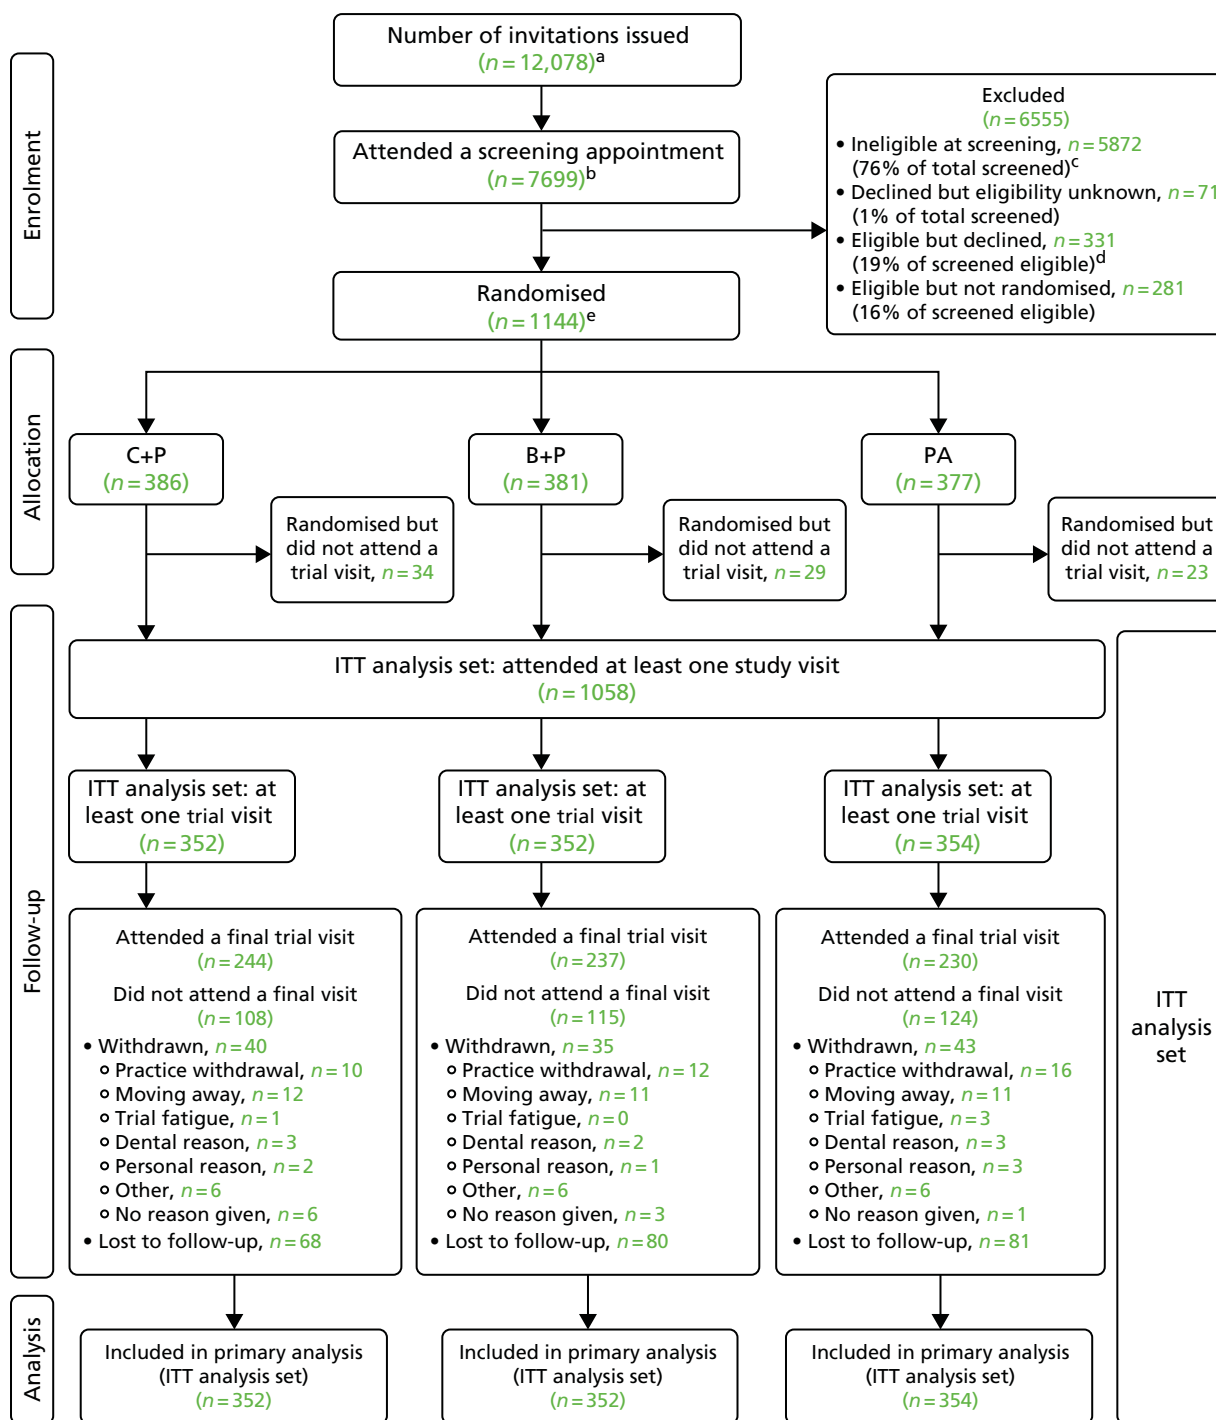 Number of invitations issued
(n = 12,078)a
Enrolment
Attended a screening appointment
(n = 7699)b
Excluded
(n = 6555)
• Ineligible at screening, n = 5872
(76% of total screened)c
• Declined but eligibility unknown, n = 71
(1% of total screened)
• Eligible but declined, n = 331
(19% of screened eligible)d
• Eligible but not randomised, n = 281
(16% of screened eligible)
Randomised
(n = 1144)e
Allocation
C+P
(n = 386)
B+P
(n = 381)
PA
(n = 377)
Randomised but
did not attend a
trial visit, n = 34
Randomised but
did not attend a
trial visit, n = 29
Randomised but
did not attend a
trial visit, n = 23
Follow-up
ITT analysis set: attended at least one study visit
(n = 1058)
ITT analysis set: at
least one trial visit
(n = 352)
ITT analysis set: at
least one trial visit
(n = 352)
ITT analysis set: at
least one trial visit
(n = 354)
Attended a final trial visit
(n = 244)
Did not attend a final visit
(n = 108)
• Withdrawn, n = 40
Practice withdrawal, n = 10
Moving away, n = 12
Trial fatigue, n = 1
Dental reason, n = 3
Personal reason, n = 2
Other, n = 6
No reason given, n = 6
• Lost to follow-up, n = 68
Attended a final trial visit
(n = 237)
Did not attend a final visit
(n = 115)
• Withdrawn, n = 35
Practice withdrawal, n = 12
Moving away, n = 11
Trial fatigue, n = 0
Dental reason, n = 2
Personal reason, n = 1
Other, n = 6
No reason given, n = 3
• Lost to follow-up, n = 80
Attended a final trial visit
(n = 230)
Did not attend a final visit
(n = 124)
• Withdrawn, n = 43
Practice withdrawal, n = 16
Moving away, n = 11
Trial fatigue, n = 3
Dental reason, n = 3
Personal reason, n = 3
Other, n = 6
No reason given, n = 1
• Lost to follow-up, n = 81
ITT
analysis
set
Analysis
Included in primary analysis
(ITT analysis set)
(n = 352)
Included in primary analysis
(ITT analysis set)
(n = 352)
Included in primary analysis
(ITT analysis set)
(n = 354)